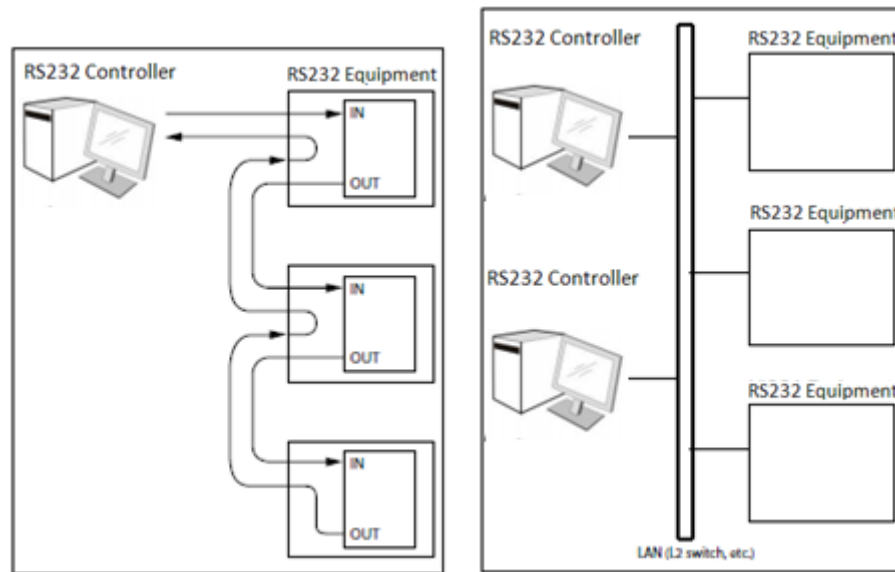 RS232 Controller
RS232 Equipment
IN
OUT
IN
OUT
IN
OUT
RS232 Controller
RS232 Equipment
RS232 Equipment
RS232 Controller
RS232 Equipment
LAN (L2 switch, etc.)